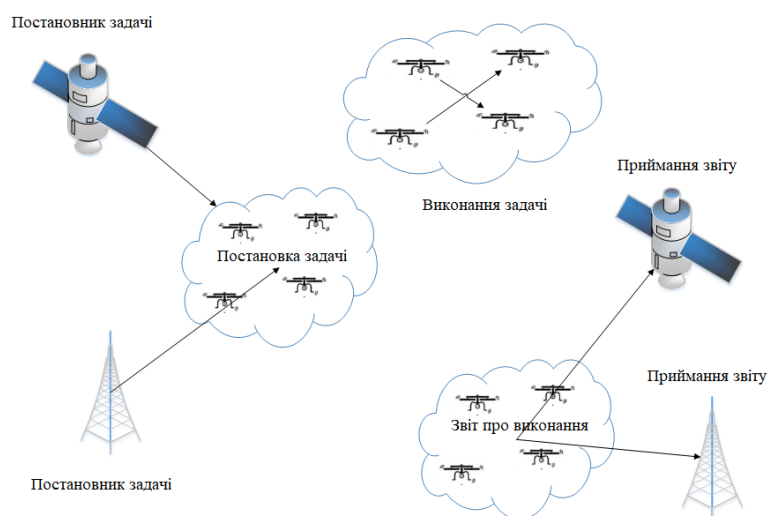 Постановник задачі
Виконання задачі
Приймання звіту
Постановка задачі
Приймання звіту
Звіт про виконання
Постановник задачі